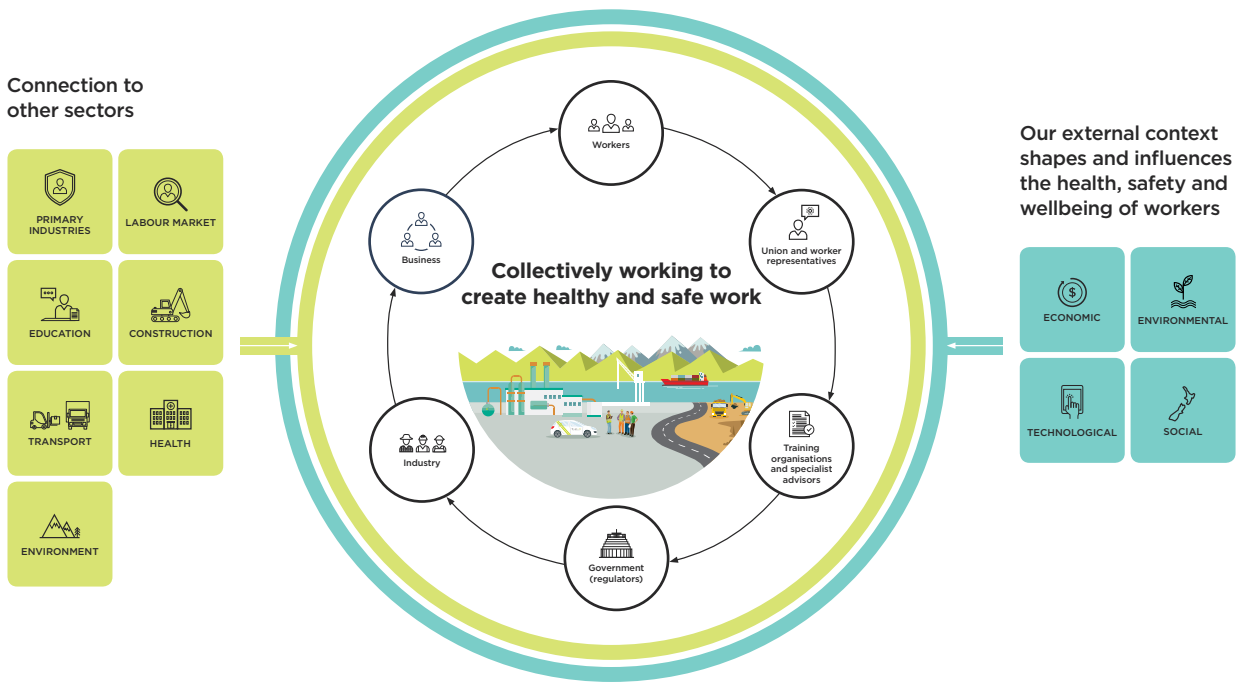 Connection to
other sectors
PRIMARY
INDUSTRIES
LABOUR MARKET
EDUCATION
CONSTRUCTION
TRANSPORT
HEALTH
ENVIRONMENT
Workers
Union and worker
representatives
Training
organisations
and specialist
advisors
Government
(regulators)
Industry
Business
Collectively working to
create healthy and safe work
Our external context
shapes and influences
the health, safety and
wellbeing of workers
ECONOMIC
ENVIRONMENTAL
TECHNOLOGICAL
SOCIAL